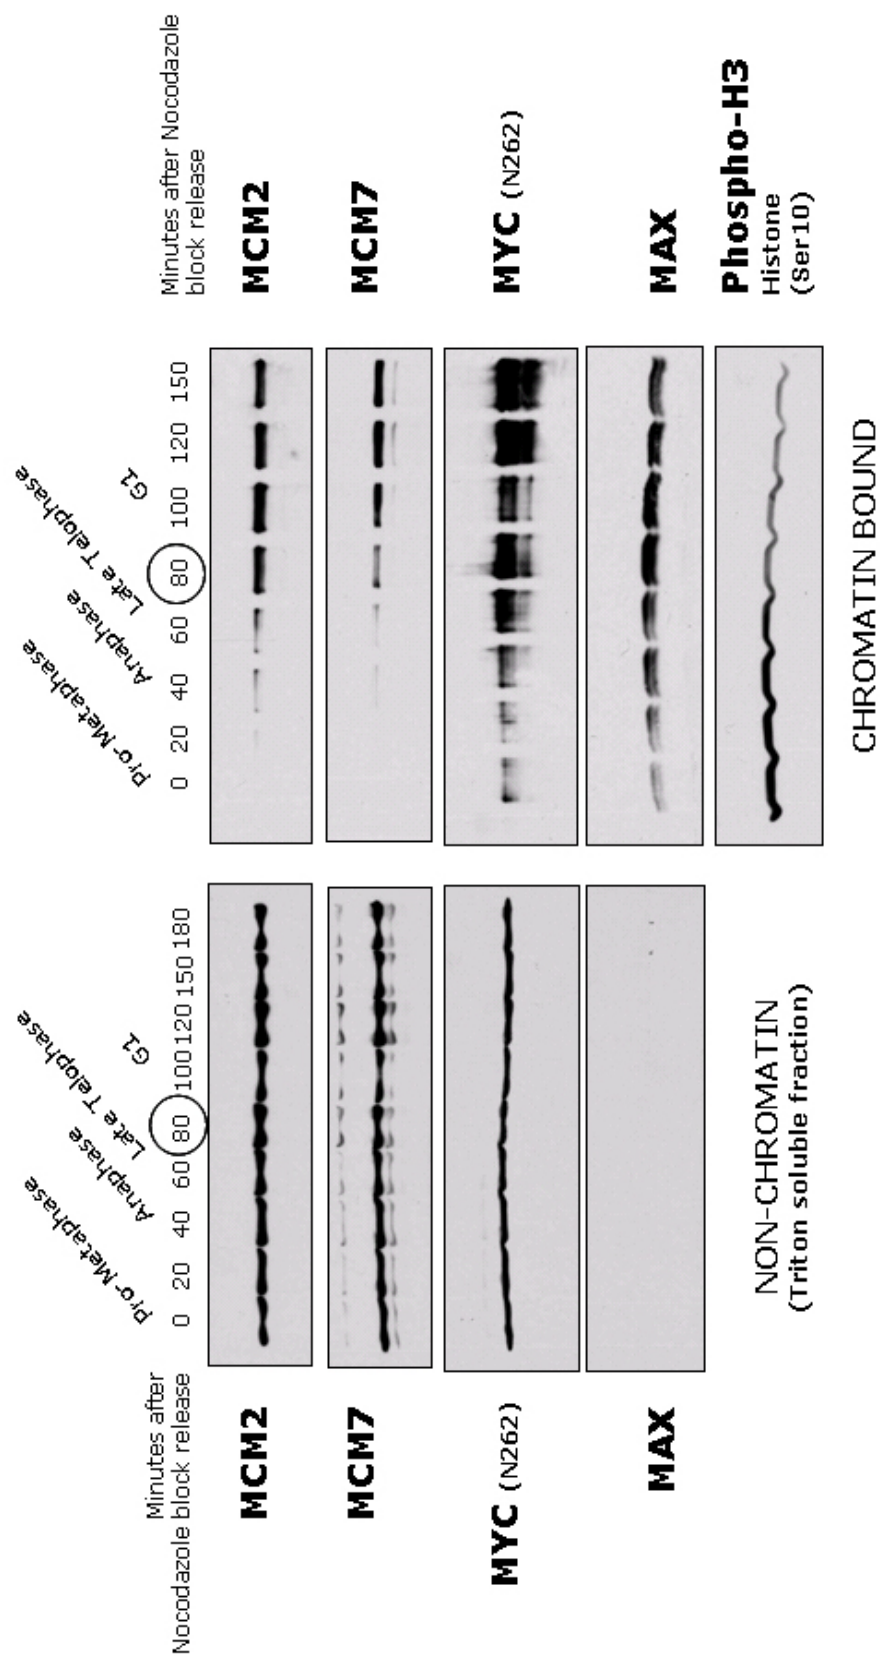 Minutes after
Nocodazole block release
Pro-Metaphase
Anaphase
Late Telophase
G1
0 20 40 60 80 100 120 150 180
MCM2
MCM7
MYC (N262)
MAX
NON-CHROMATIN
(Triton soluble fraction)
Pro-Metaphase
Anaphase
Late Telophase
G1
0 20 40 60 80 100 120 150
Minutes after Nocodazole
block release
MCM2
MCM7
MYC (N262)
MAX
Phospho-H3
Histone
(Ser10)
CHROMATIN BOUND